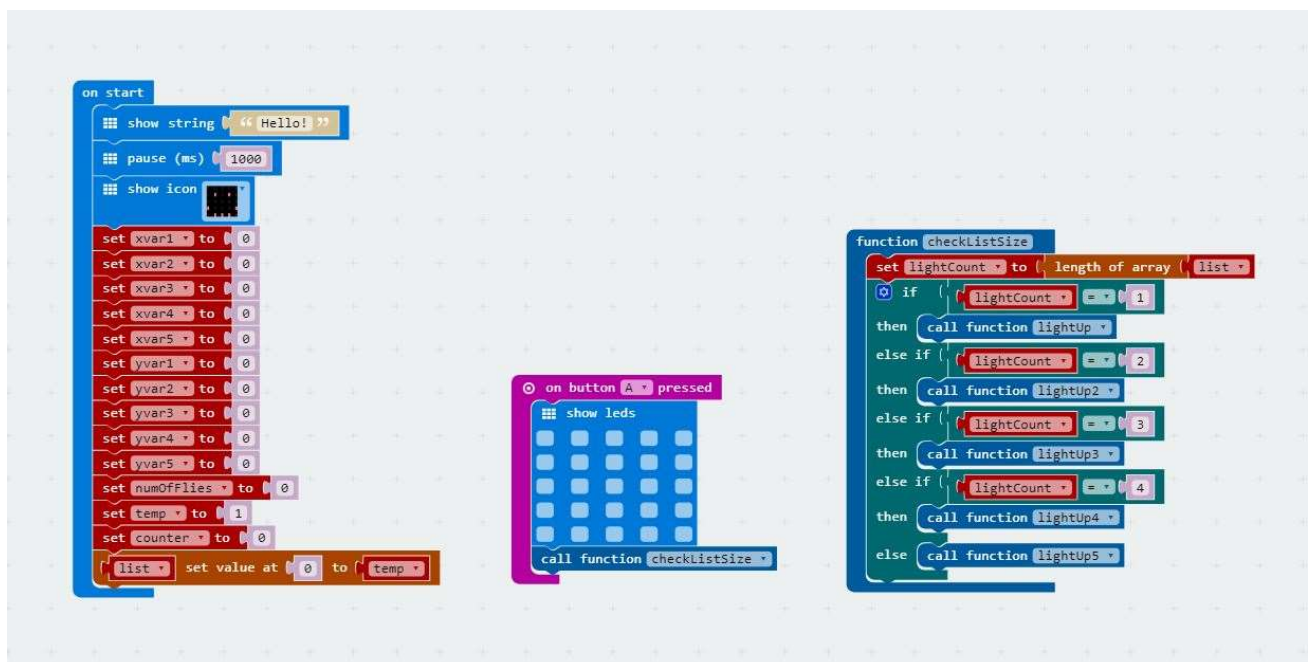 on start
show string “ Hello! ”
pause (ms) 1000
show icon
set xvar1 to 0
set xvar2 to 0
set xvar3 to 0
set xvar4 to 0
set xvar5 to 0
set yvar1 to 0
set yvar2 to 0
set yvar3 to 0
set yvar4 to 0
set yvar5 to 0
set numOfFlies to 0
set temp to 1
set counter to 0
list set value at 0 to temp
on button A pressed
show leds
call function checkListSize
function checkListSize
set lightCount to length of array list
if lightCount = 1
then call function lightUp
else if lightCount = 2
then call function lightUp2
else if lightCount = 3
then call function lightUp3
else if lightCount = 4
then call function lightUp4
else call function lightUp5